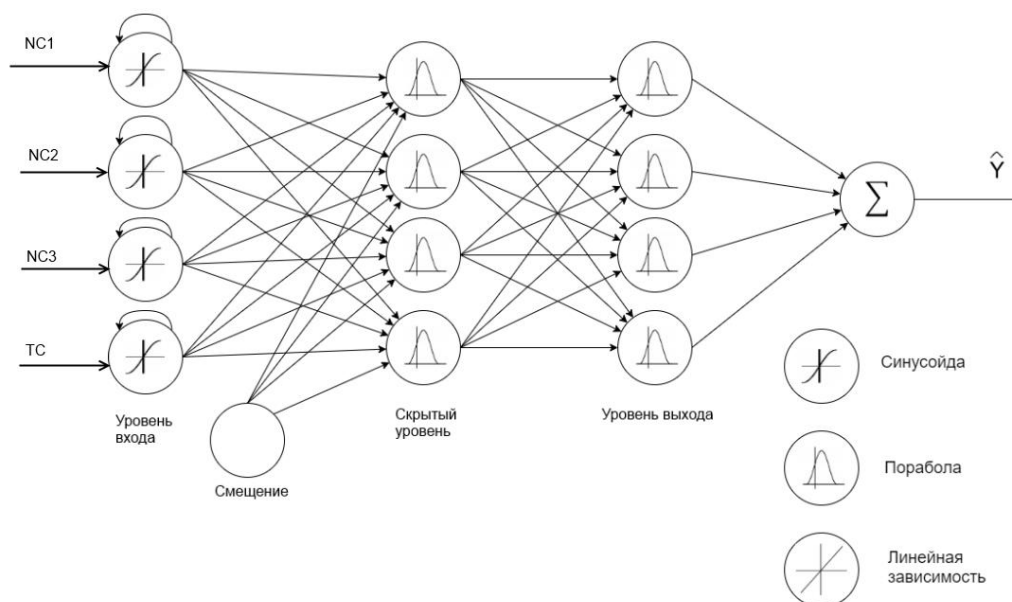 NC1
NC2
NC3
TC
Уровень
входа
Смещение
Скрытый
уровень
Уровень выхода
Σ
Ŷ
Синусойда
Порабола
Линейная
зависимость